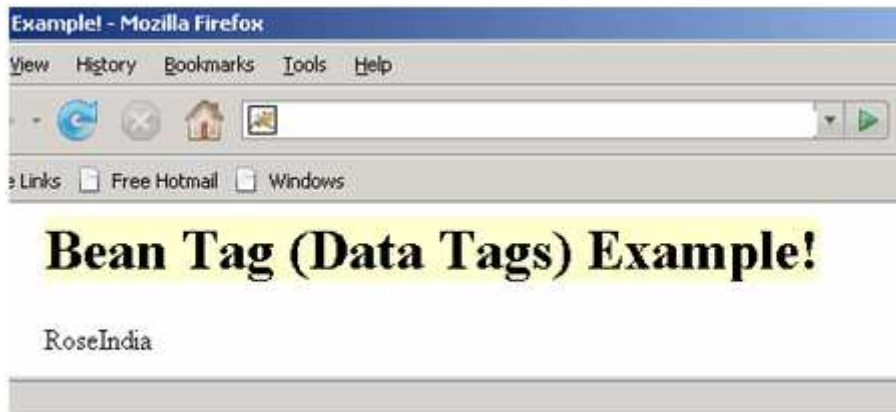 Example! - Mozilla Firefox
View History Bookmarks Tools Help
e Links Free Hotmail Windows
Bean Tag (Data Tags) Example!
RoseIndia